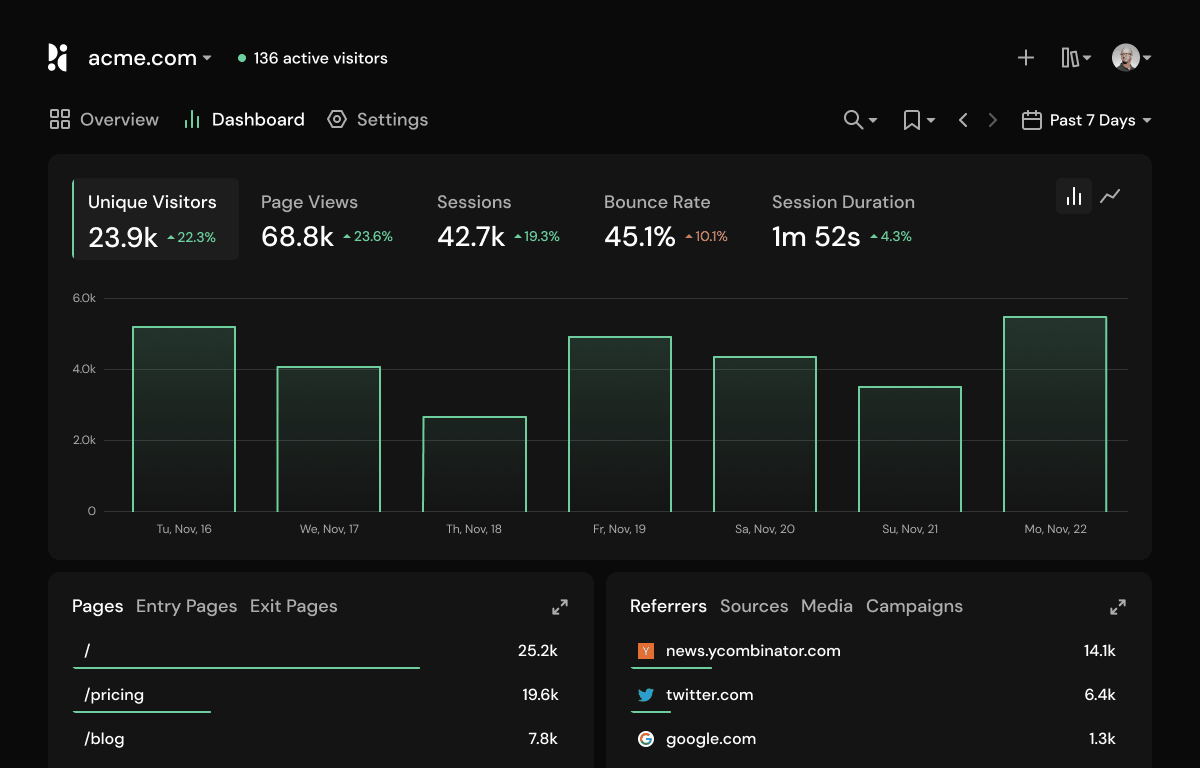 acme.com 136 active visitors
Overview Dashboard Settings Past 7 Days
Unique Visitors Page Views Sessions Bounce Rate Session Duration
23.9k 22.3% 68.8k 23.6% 42.7k 19.3% 45.1% 10.1% 1m 52s 4.3%
6.0k
4.0k
2.0k
0
Tu, Nov, 16 We, Nov, 17 Th, Nov, 18 Fr, Nov, 19 Sa, Nov, 20 Su, Nov, 21 Mo, Nov, 22
Pages Entry Pages Exit Pages
/ 25.2k
/pricing 19.6k
/blog 7.8k
Referrers Sources Media Campaigns
Y news.ycombinator.com 14.1k
twitter.com 6.4k
G google.com 1.3k